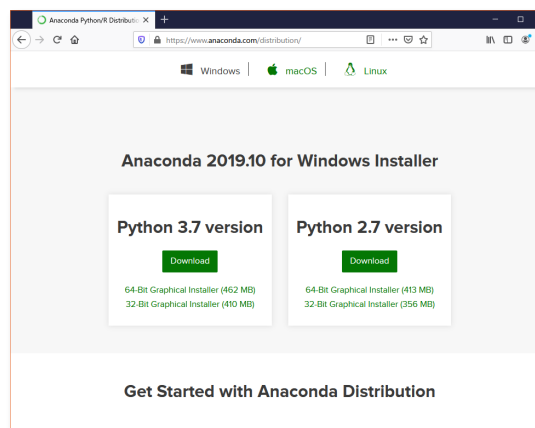 Anaconda Python/R Distributio
https://www.anaconda.com/distribution/
Windows macOS Linux
Anaconda 2019.10 for Windows Installer
Python 3.7 version
Download
64-Bit Graphical Installer (462 MB)
32-Bit Graphical Installer (410 MB)
Python 2.7 version
Download
64-Bit Graphical Installer (413 MB)
32-Bit Graphical Installer (356 MB)
Get Started with Anaconda Distribution